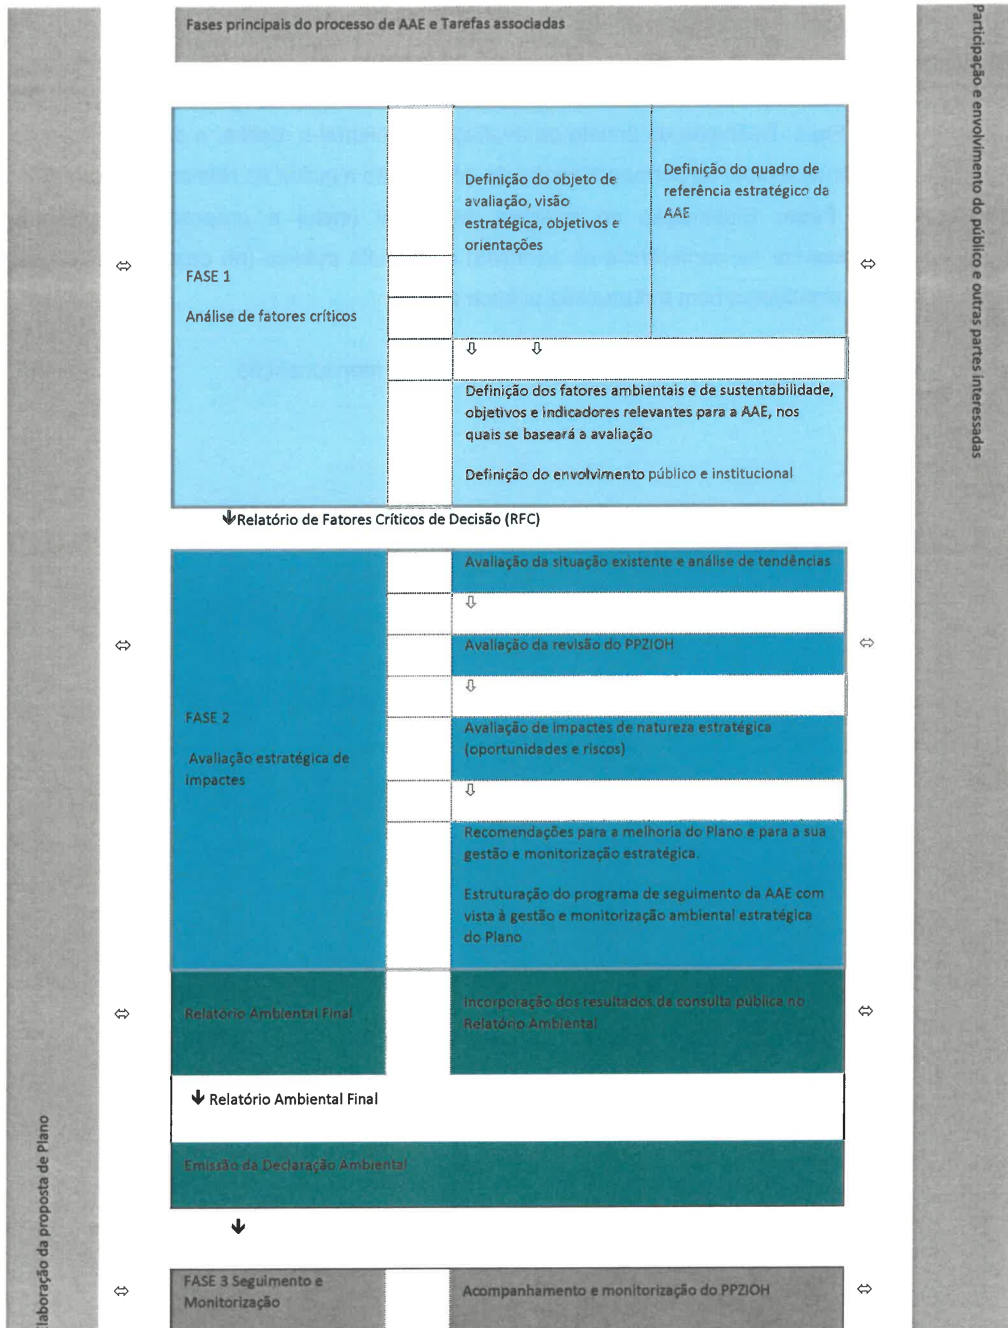 Fases principais do processo de AAE e Tarefas associadas
Participação e envolvimento do público e outras partes interessadas
Definição do objeto de
avaliação, visão
estratégica, objetivos e
orientações
Definição do quadro de
referência estratégico da
AAE
FASE 1
Análise de fatores críticos
Definição dos fatores ambientais e de sustentabilidade,
objetivos e indicadores relevantes para a AAE, nos
quais se baseará a avaliação
Definição do envolvimento público e institucional
Relatório de Fatores Críticos de Decisão (RFC)
Avaliação da situação existente e análise de tendências
Avaliação da revisão do PPZIOH
FASE 2
Avaliação estratégica de
impactes
Avaliação de impactes de natureza estratégica
(oportunidades e riscos)
Recomendações para a melhoria do Plano e para a sua
gestão e monitorização estratégica.
Estruturação do programa de seguimento da AAE com
vista à gestão e monitorização ambiental estratégica
do Plano
Relatório Ambiental Final
Incorporação dos resultados da consulta pública no
Relatório Ambiental
Relatório Ambiental Final
Emissão da Declaração Ambiental
laboração da proposta de Plano
FASE 3 Seguimento e
Monitorização
Acompanhamento e monitorização do PPZIOH